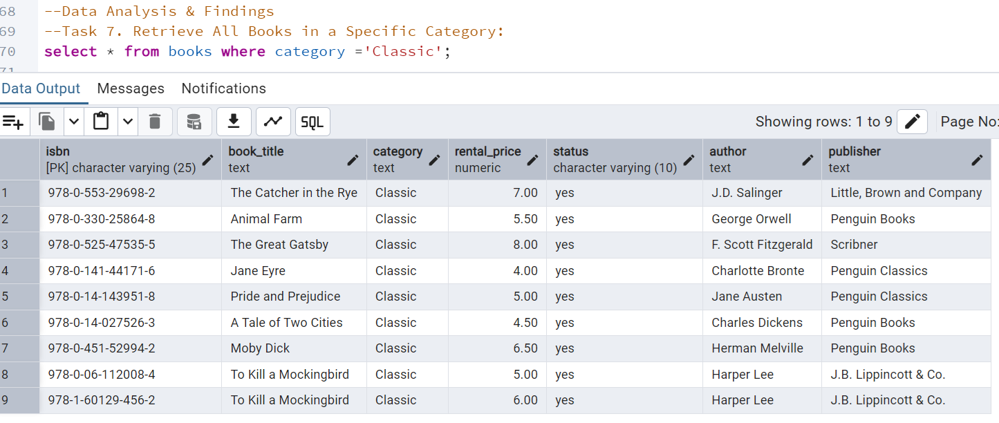 68 --Data Analysis & Findings
69 --Task 7. Retrieve All Books in a Specific Category:
70 select * from books where category ='Classic';
71
Data Output Messages Notifications
SQL Showing rows: 1 to 9 Page No:
isbn book_title category rental_price status author publisher
[PK] character varying (25) text text numeric character varying (10) text text
1 978-0-553-29698-2 The Catcher in the Rye Classic 7.00 yes J.D. Salinger Little, Brown and Company
2 978-0-330-25864-8 Animal Farm Classic 5.50 yes George Orwell Penguin Books
3 978-0-525-47535-5 The Great Gatsby Classic 8.00 yes F. Scott Fitzgerald Scribner
4 978-0-141-44171-6 Jane Eyre Classic 4.00 yes Charlotte Bronte Penguin Classics
5 978-0-14-143951-8 Pride and Prejudice Classic 5.00 yes Jane Austen Penguin Classics
6 978-0-14-027526-3 A Tale of Two Cities Classic 4.50 yes Charles Dickens Penguin Books
7 978-0-451-52994-2 Moby Dick Classic 6.50 yes Herman Melville Penguin Books
8 978-0-06-112008-4 To Kill a Mockingbird Classic 5.00 yes Harper Lee J.B. Lippincott & Co.
9 978-1-60129-456-2 To Kill a Mockingbird Classic 6.00 yes Harper Lee J.B. Lippincott & Co.